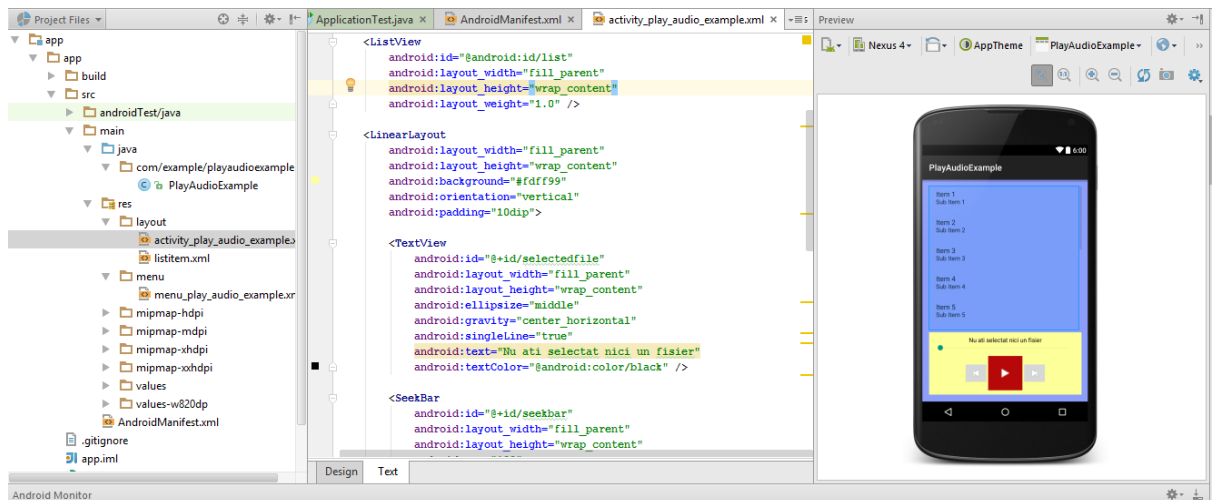 Project Files
ApplicationTest.java
AndroidManifest.xml
activity_play_audio_example.xml
Preview
app
app
build
src
androidTest/java
main
java
com/example/playaudioexample
PlayAudioExample
res
layout
activity_play_audio_example.x
listitem.xml
menu
menu_play_audio_example.xr
mipmap-hdpi
mipmap-mdpi
mipmap-xhdpi
mipmap-xxhdpi
values
values-w820dp
AndroidManifest.xml
.gitignore
app.iml
<ListView
android:id="@android:id/list"
android:layout_width="fill_parent"
android:layout_height="wrap_content"
android:layout_weight="1.0" />
<LinearLayout
android:layout_width="fill_parent"
android:layout_height="wrap_content"
android:background="#fdff99"
android:orientation="vertical"
android:padding="10dip">
<TextView
android:id="@+id/selectedfile"
android:layout_width="fill_parent"
android:layout_height="wrap_content"
android:ellipsize="middle"
android:gravity="center_horizontal"
android:singleLine="true"
android:text="Nu ati selectat nici un fisier"
android:textColor="@android:color/black" />
<SeekBar
android:id="@+id/seekbar"
android:layout_width="fill_parent"
android:layout_height="wrap_content"
Design Text
Nexus 4
AppTheme
PlayAudioExample
6:00
PlayAudioExample
Item 1
Sub Item 1
Item 2
Sub Item 2
Item 3
Sub Item 3
Item 4
Sub Item 4
Item 5
Sub Item 5
Nu ati selectat nici un fisier
Android Monitor